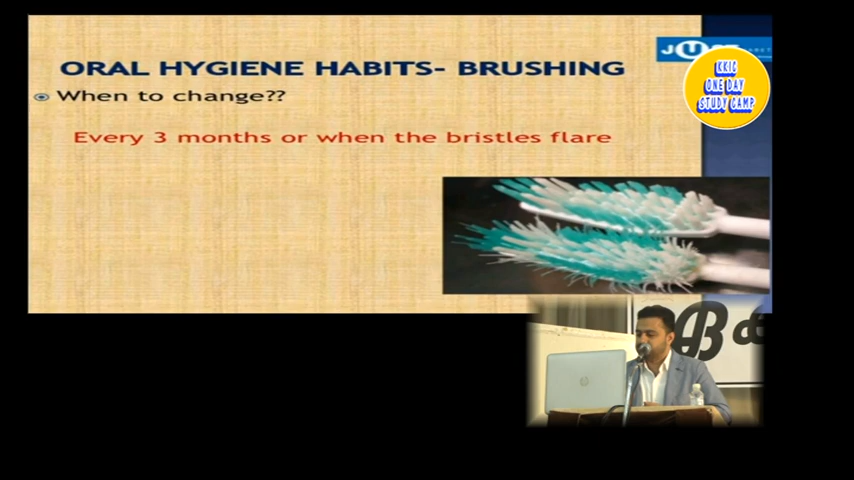 ORAL HYGIENE HABITS- BRUSHING
When to change??
Every 3 months or when the bristles flare
KKIC
ONE DAY
STUDY CAMP
hp